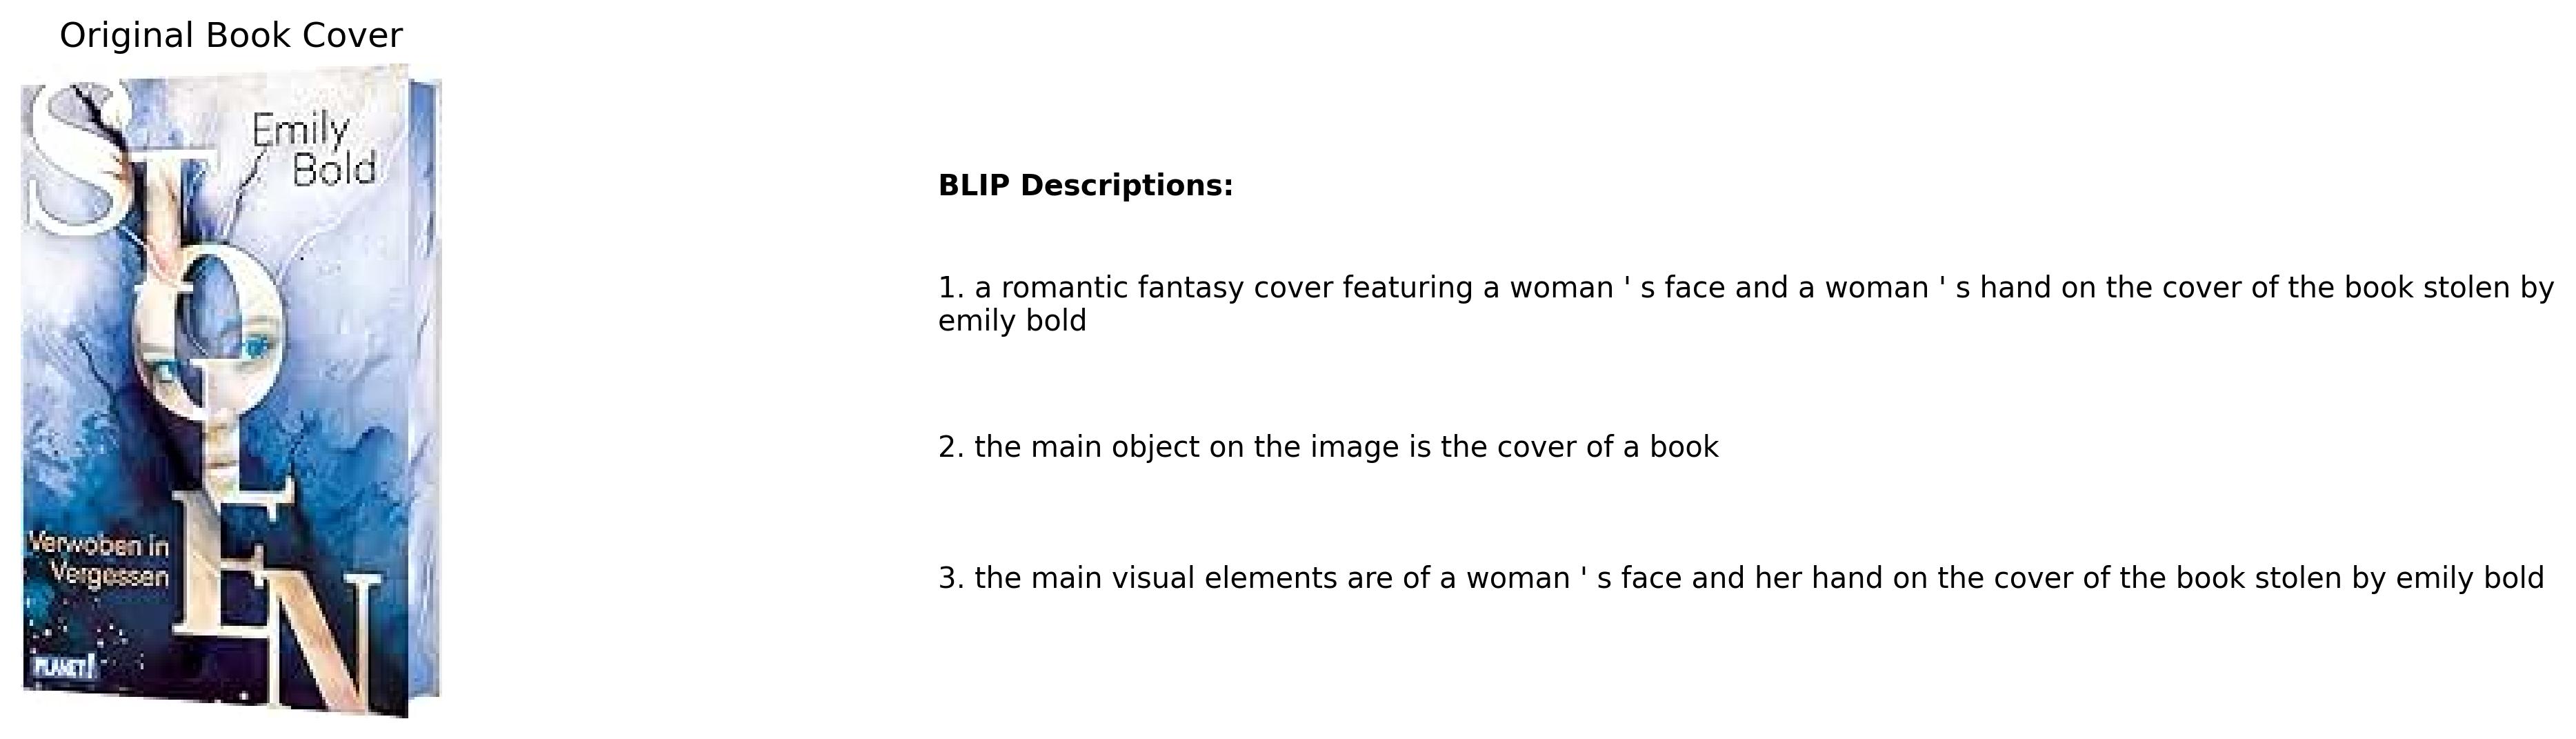 Original Book Cover
STOLEN
Emily
Bold
Verwoben in
Vergessen
PLANET!
BLIP Descriptions:
1. a romantic fantasy cover featuring a woman ' s face and a woman ' s hand on the cover of the book stolen by
emily bold
2. the main object on the image is the cover of a book
3. the main visual elements are of a woman ' s face and her hand on the cover of the book stolen by emily bold